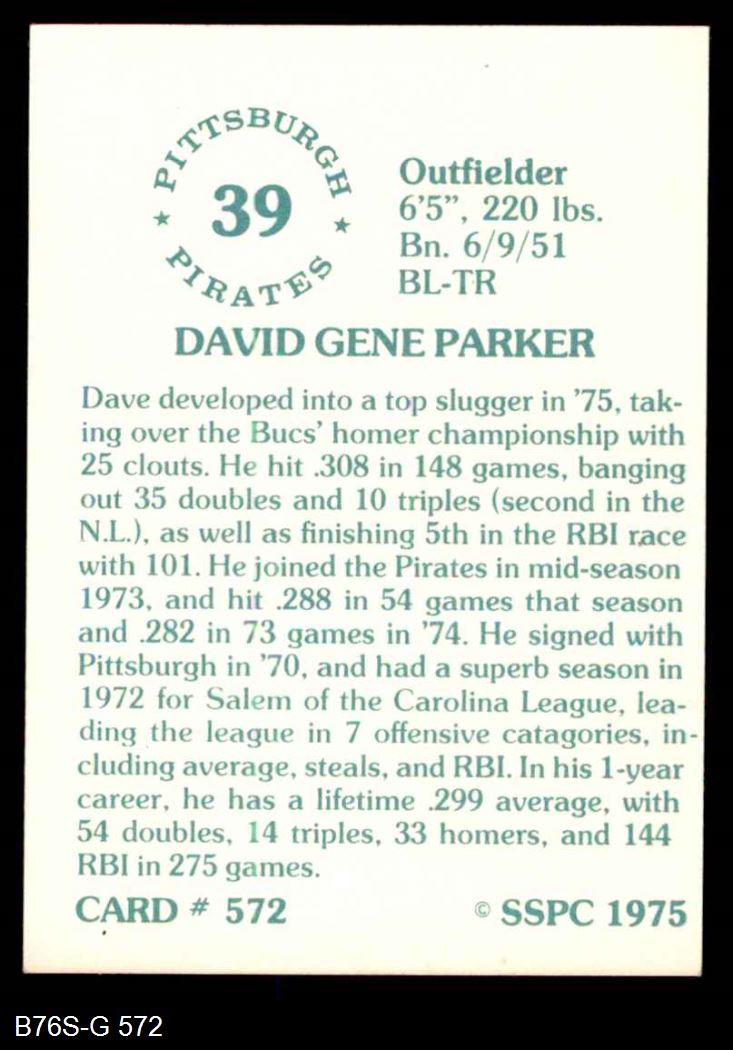 PITTSBURGH
39
PIRATES
Outfielder
6'5", 220 lbs.
Bn. 6/9/51
BL-TR
DAVID GENE PARKER
Dave developed into a top slugger in '75, tak-
ing over the Bucs' homer championship with
25 clouts. He hit .308 in 148 games, banging
out 35 doubles and 10 triples (second in the
N.L.), as well as finishing 5th in the RBI race
with 101. He joined the Pirates in mid-season
1973, and hit .288 in 54 games that season
and .282 in 73 games in '74. He signed with
Pittsburgh in '70, and had a superb season in
1972 for Salem of the Carolina League, lea-
ding the league in 7 offensive catagories, in-
cluding average, steals, and RBI. In his 1-year
career, he has a lifetime .299 average, with
54 doubles, 14 triples, 33 homers, and 144
RBI in 275 games.
CARD # 572
© SSPC 1975
B76S-G 572